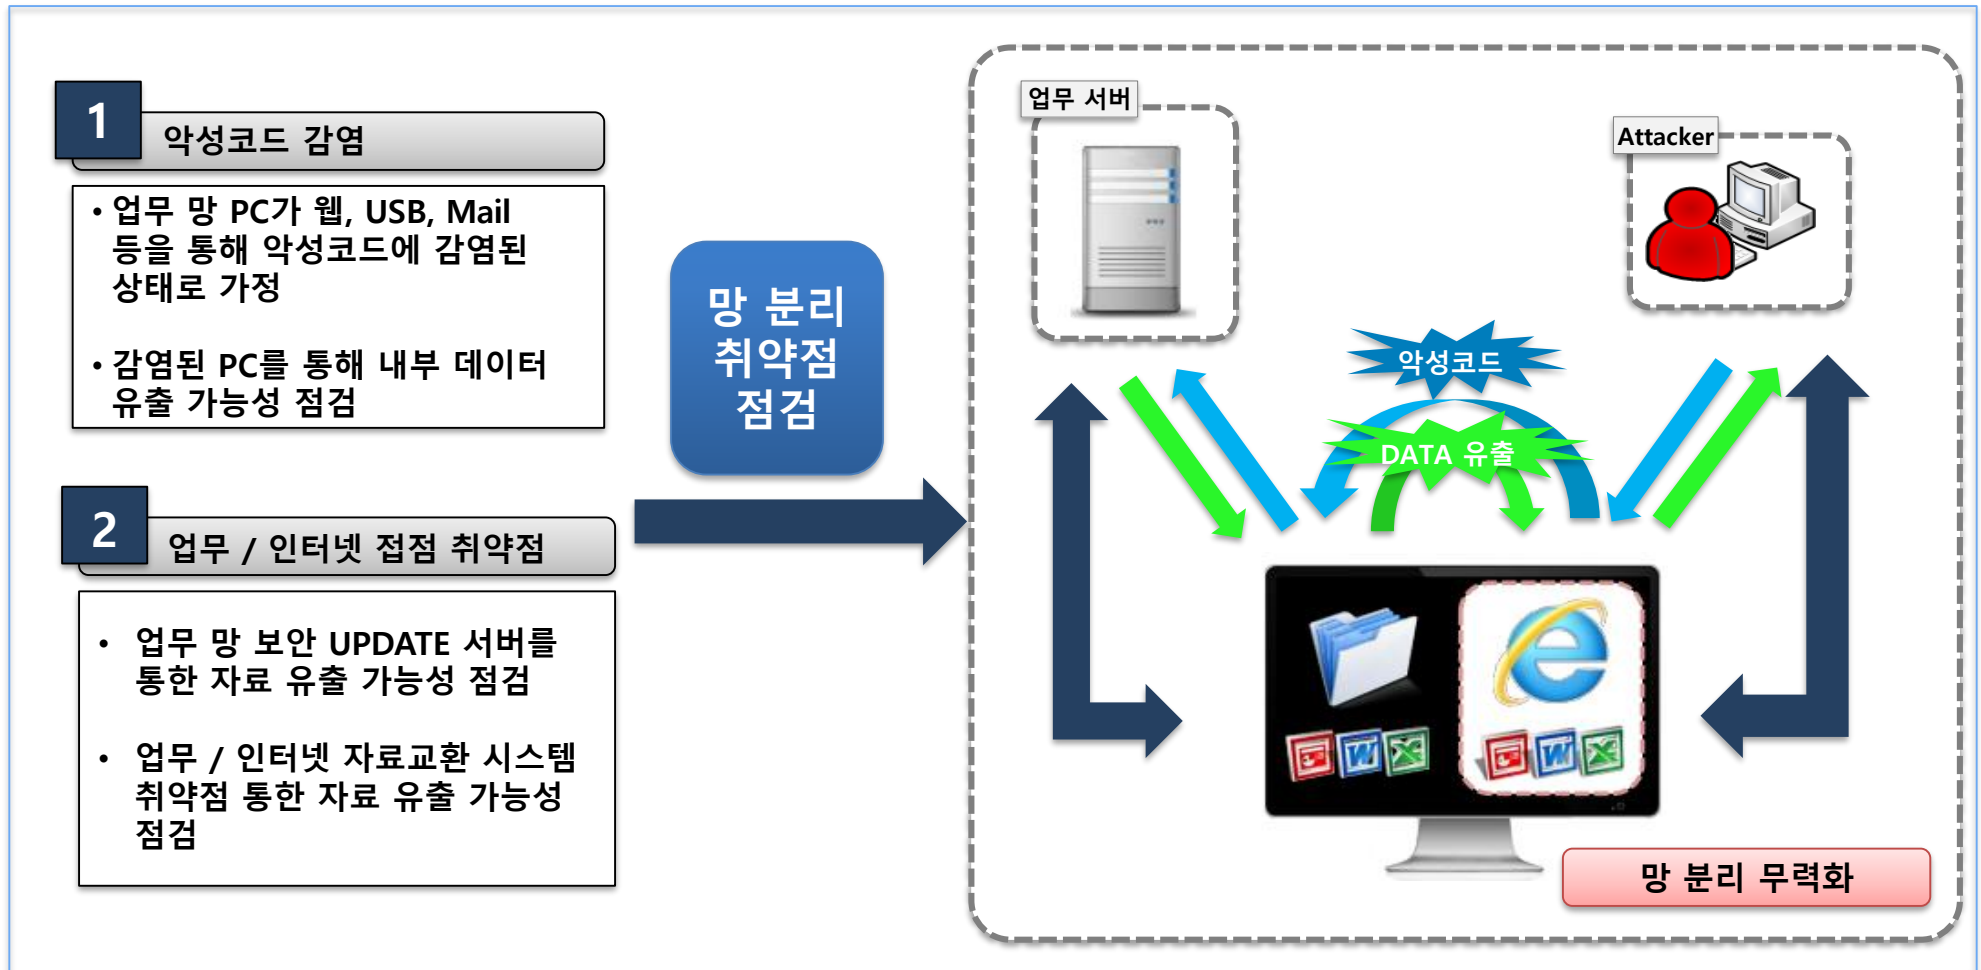 1
악성코드 감염
• 업무 망 PC가 웹, USB, Mail
등을 통해 악성코드에 감염된
상태로 가정
• 감염된 PC를 통해 내부 데이터
유출 가능성 점검
2
업무 / 인터넷 접점 취약점
• 업무 망 보안 UPDATE 서버를
통한 자료 유출 가능성 점검
• 업무 / 인터넷 자료교환 시스템
취약점 통한 자료 유출 가능성
점검
망 분리
취약점
점검
업무 서버
Attacker
악성코드
DATA 유출
망 분리 무력화